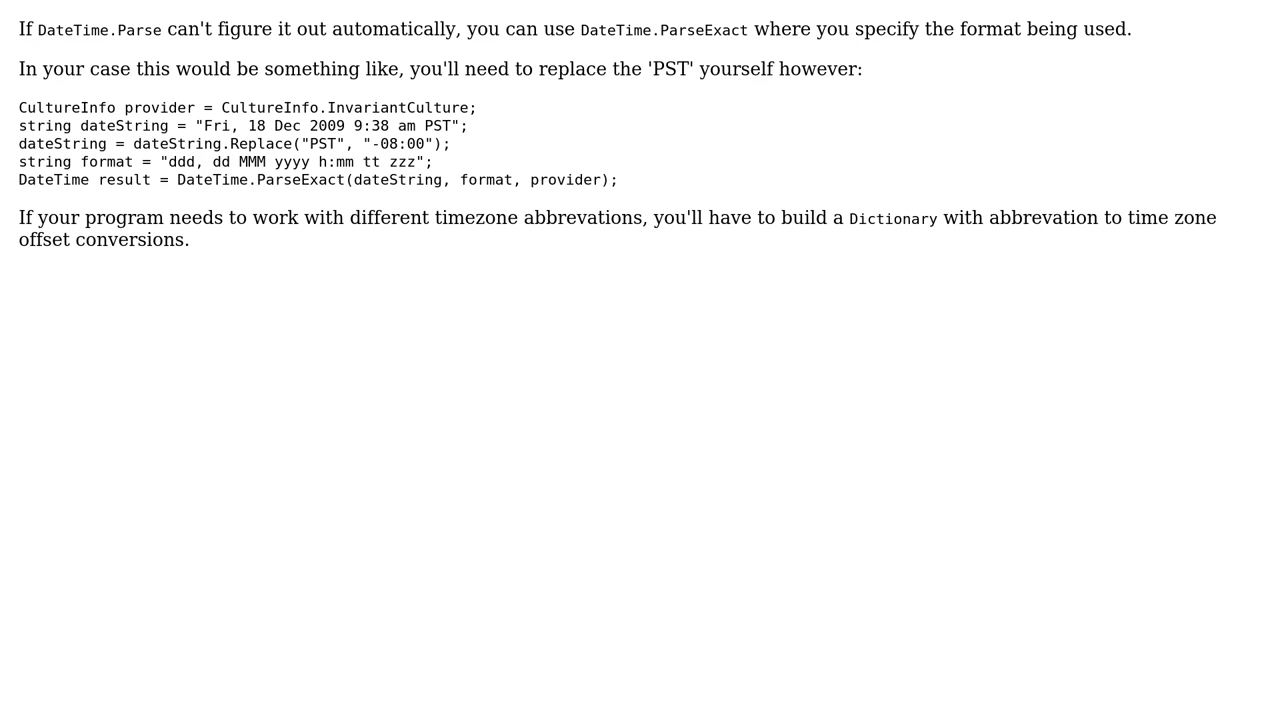 If DateTime.Parse can't figure it out automatically, you can use DateTime.ParseExact where you specify the format being used.
In your case this would be something like, you'll need to replace the 'PST' yourself however:
CultureInfo provider = CultureInfo.InvariantCulture;
string dateString = "Fri, 18 Dec 2009 9:38 am PST";
dateString = dateString.Replace("PST", "-08:00");
string format = "ddd, dd MMM yyyy h:mm tt zzz";
DateTime result = DateTime.ParseExact(dateString, format, provider);
If your program needs to work with different timezone abbrevations, you'll have to build a Dictionary with abbrevation to time zone
offset conversions.